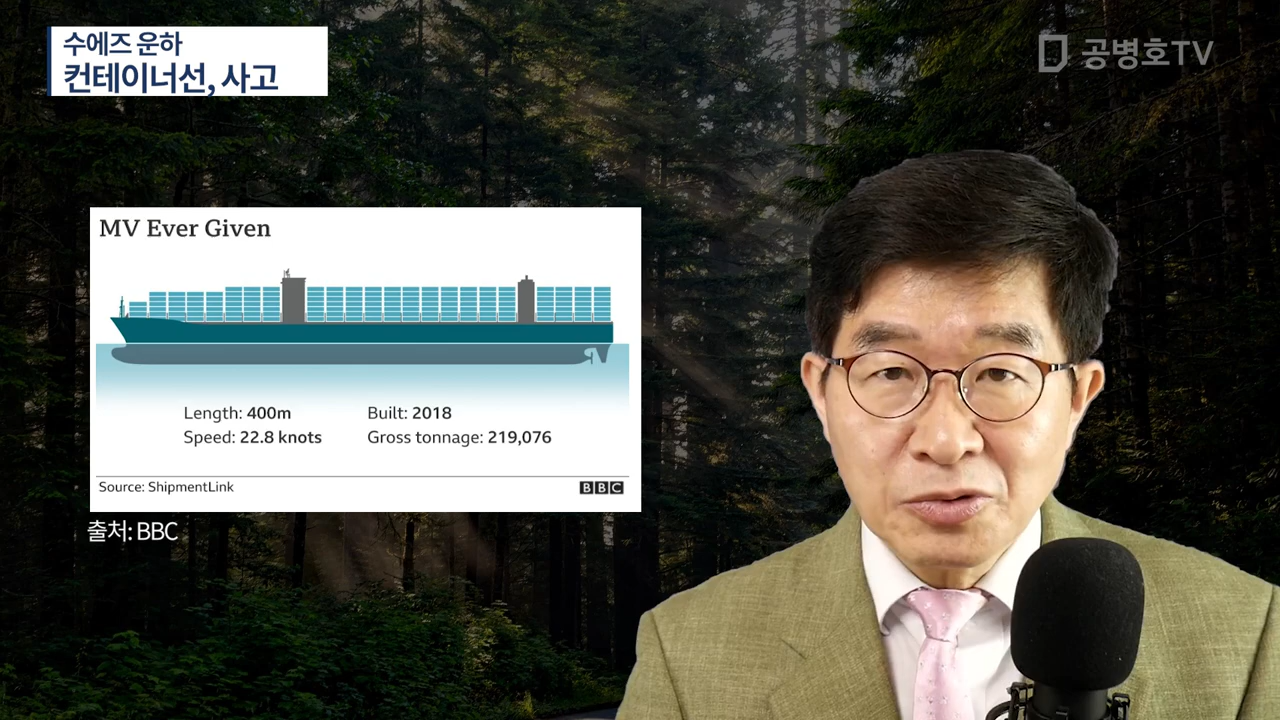 수에즈 운하
컨테이너선, 사고
공병호TV
MV Ever Given
Length: 400m
Built: 2018
Speed: 22.8 knots
Gross tonnage: 219,076
Source: ShipmentLink
BBC
출처: BBC